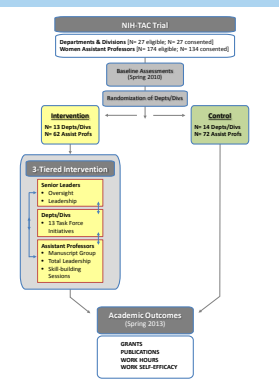 NIH-TAC Trial
Departments & Divisions [N= 27 eligible; N= 27 consented]
Women Assistant Professors [N= 174 eligible; N= 134 consented]
Baseline Assessments
(Spring 2010)
Randomization of Depts/Divs
Intervention
N= 13 Depts/Divs
N= 62 Assist Profs
Control
N= 14 Depts/Divs
N= 72 Assist Profs
3-Tiered Intervention
Senior Leaders
• Oversight
• Leadership
Depts/Divs
• 13 Task Force
Initiatives
Assistant Professors
• Manuscript Group
• Total Leadership
• Skill-building
Sessions
Academic Outcomes
(Spring 2013)
GRANTS
PUBLICATIONS
WORK HOURS
WORK SELF-EFFICACY